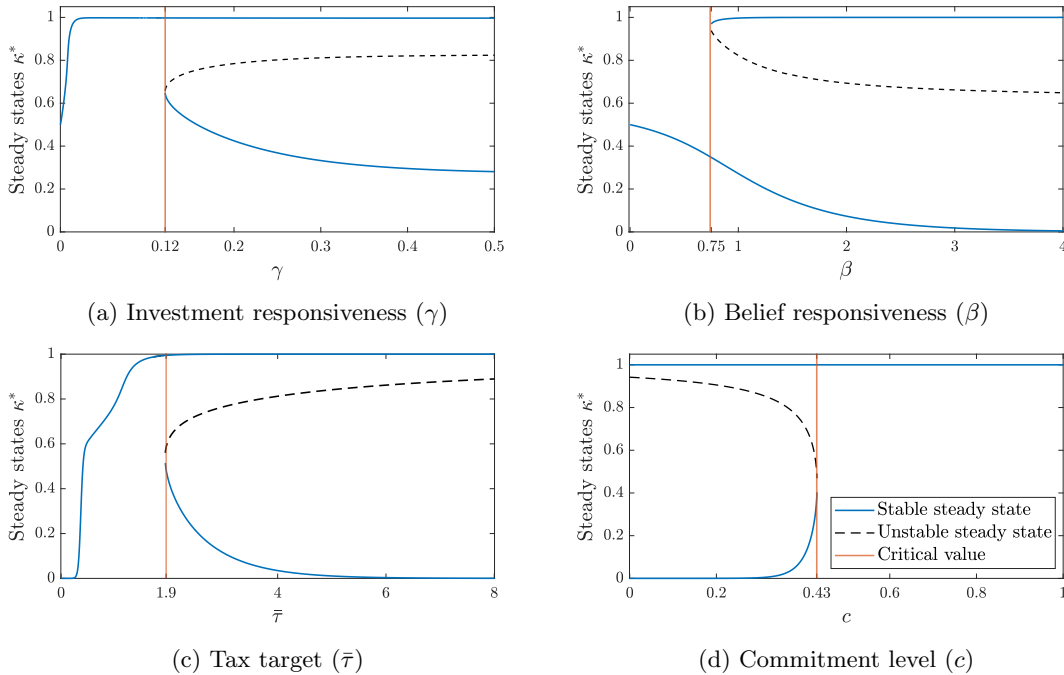 Steady states κ*
1
0.8
0.6
0.4
0.2
0
0 0.12 0.2 0.3 0.4 0.5
γ
(a) Investment responsiveness (γ)
Steady states κ*
1
0.8
0.6
0.4
0.2
0
0 0.75 1 2 3 4
β
(b) Belief responsiveness (β)
Steady states κ*
1
0.8
0.6
0.4
0.2
0
0 1.9 4 6 8
τ̄
(c) Tax target (τ̄)
Steady states κ*
1
0.8
0.6
0.4
0.2
0
0 0.2 0.43 0.6 0.8 1
c
Stable steady state
Unstable steady state
Critical value
(d) Commitment level (c)